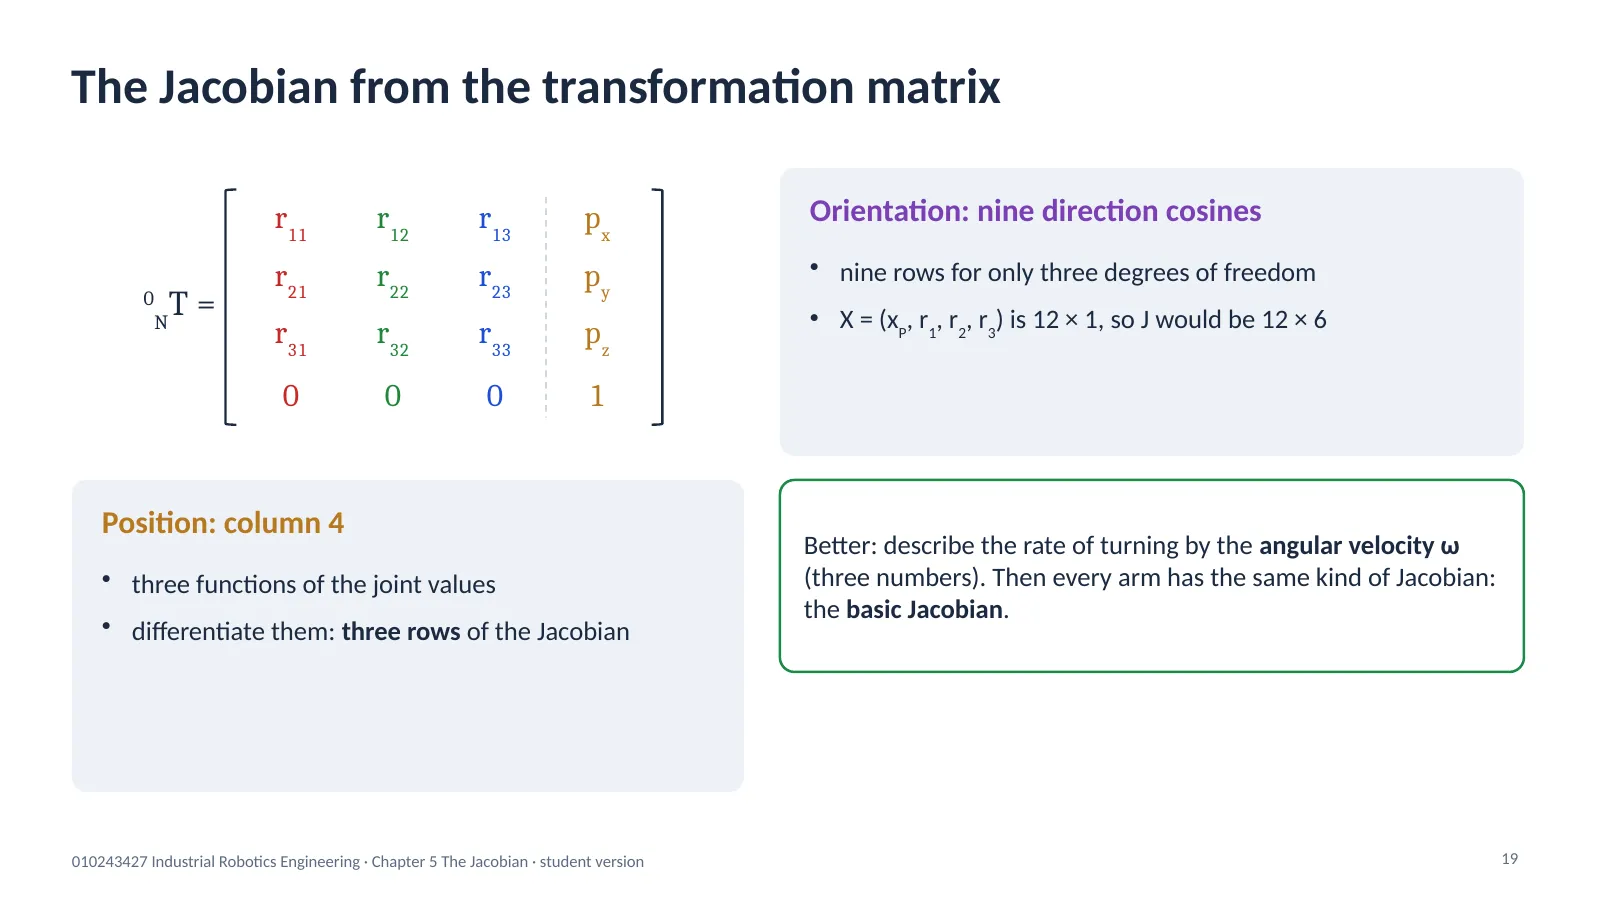 The Jacobian from the transformation matrix
r11 r12 r13 px
r21 r22 r23 py
0NT =
r31 r32 r33 pz
0 0 0 1
Orientation: nine direction cosines
• nine rows for only three degrees of freedom
• X = (xP, r1, r2, r3) is 12 × 1, so J would be 12 × 6
Position: column 4
• three functions of the joint values
• differentiate them: three rows of the Jacobian
Better: describe the rate of turning by the angular velocity ω
(three numbers). Then every arm has the same kind of Jacobian:
the basic Jacobian.
010243427 Industrial Robotics Engineering · Chapter 5 The Jacobian · student version
19